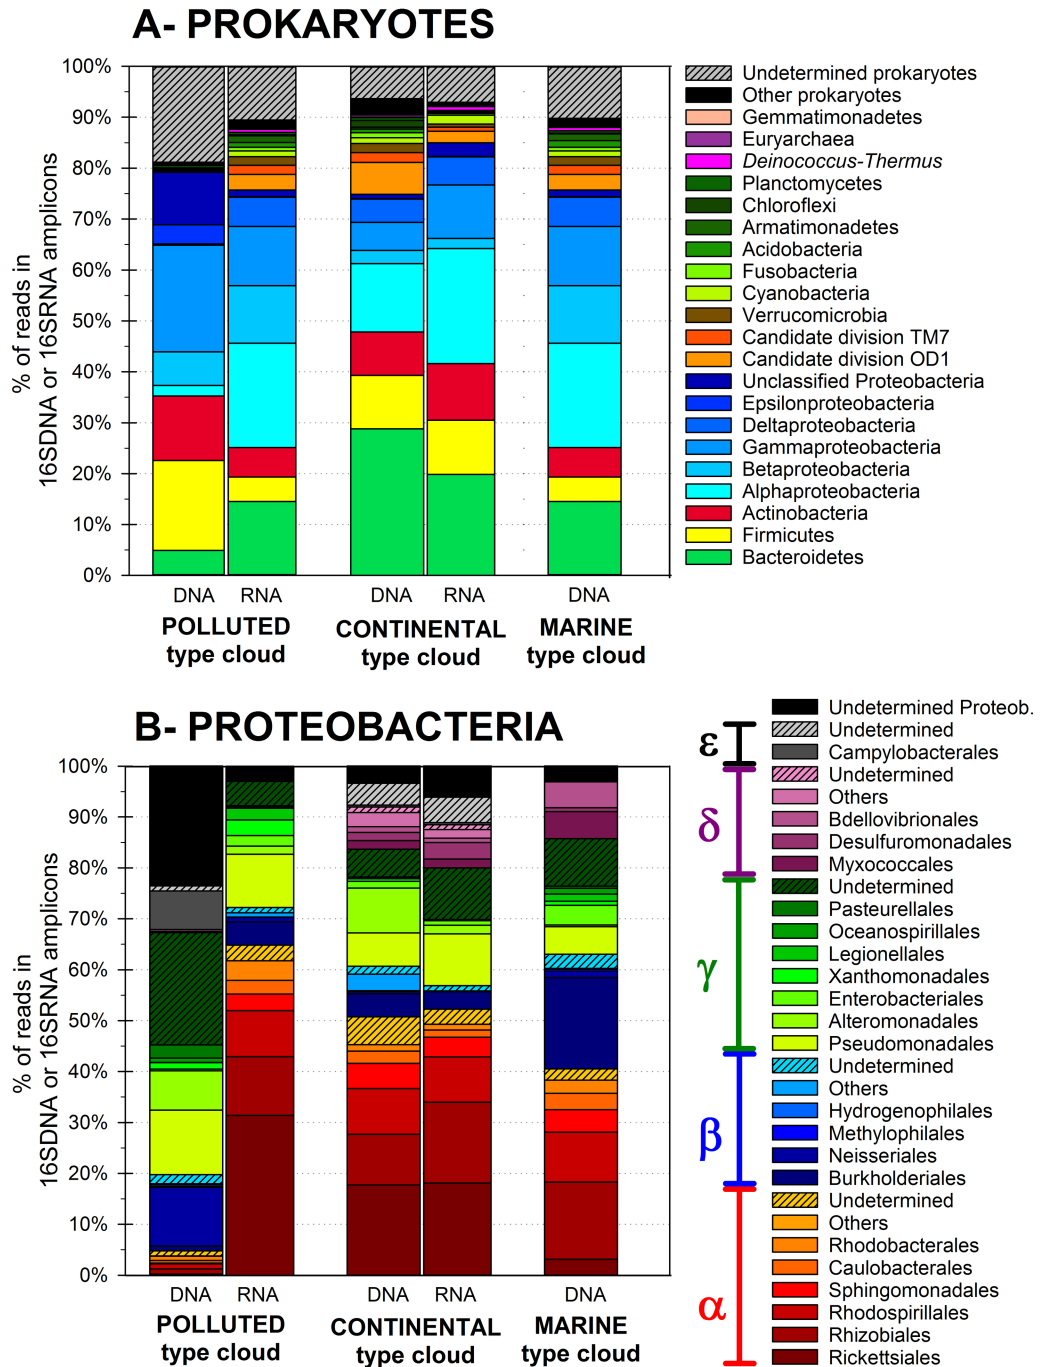 A- PROKARYOTES
100%
90%
80%
70%
60%
50%
40%
30%
20%
10%
0%
% of reads in
16SDNA or 16SRNA amplicons
DNA RNA DNA RNA DNA
POLLUTED
type cloud
CONTINENTAL
type cloud
MARINE
type cloud
Undetermined prokaryotes
Other prokaryotes
Gemmatimonadetes
Euryarchaea
Deinococcus-Thermus
Planctomycetes
Chloroflexi
Armatimonadetes
Acidobacteria
Fusobacteria
Cyanobacteria
Verrucomicrobia
Candidate division TM7
Candidate division OD1
Unclassified Proteobacteria
Epsilonproteobacteria
Deltaproteobacteria
Gammaproteobacteria
Betaproteobacteria
Alphaproteobacteria
Actinobacteria
Firmicutes
Bacteroidetes
B- PROTEOBACTERIA
100%
90%
80%
70%
60%
50%
40%
30%
20%
10%
0%
% of reads in
16SDNA or 16SRNA amplicons
DNA RNA DNA RNA DNA
POLLUTED
type cloud
CONTINENTAL
type cloud
MARINE
type cloud
ε
δ
γ
β
α
Undetermined Proteob.
Undetermined
Campylobacterales
Undetermined
Others
Bdellovibrionales
Desulfuromonadales
Myxococcales
Undetermined
Pasteurellales
Oceanospirillales
Legionellales
Xanthomonadales
Enterobacteriales
Alteromonadales
Pseudomonadales
Undetermined
Others
Hydrogenophilales
Methylophilales
Neisseriales
Burkholderiales
Undetermined
Others
Rhodobacterales
Caulobacterales
Sphingomonadales
Rhodospirillales
Rhizobiales
Rickettsiales